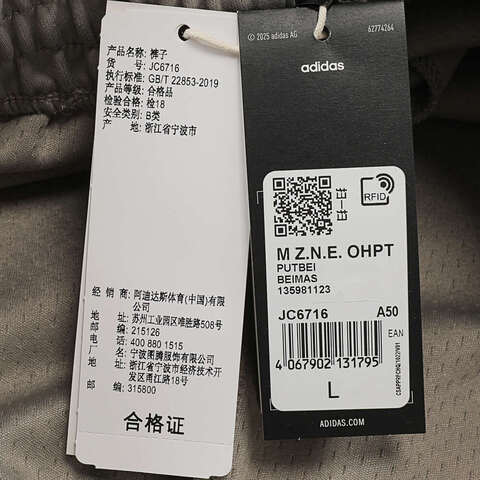 产品名称: 裤子
货 号: JC6716
执行标准: GB/T 22853-2019
产品等级: 合格品
检验合格: 检18
安全类别: B类
产 地: 浙江省宁波市
经 销 商: 阿迪达斯体育(中国)有限
公司
地 址: 苏州工业园区唯胜路508号
邮 编: 215126
电 话: 400 880 1515
制 造 商: 宁波图腾服饰有限公司
地 址: 浙江省宁波市经济技术开
发区甬江路18号
邮 编: 315800
合格证
© 2025 adidas AG
62774264
adidas
RFID
M Z.N.E. OHPT
PUTBEI
BEIMAS
135981123
JC6716 A50
EAN
4 067902 131795
L
ADIDAS.COM